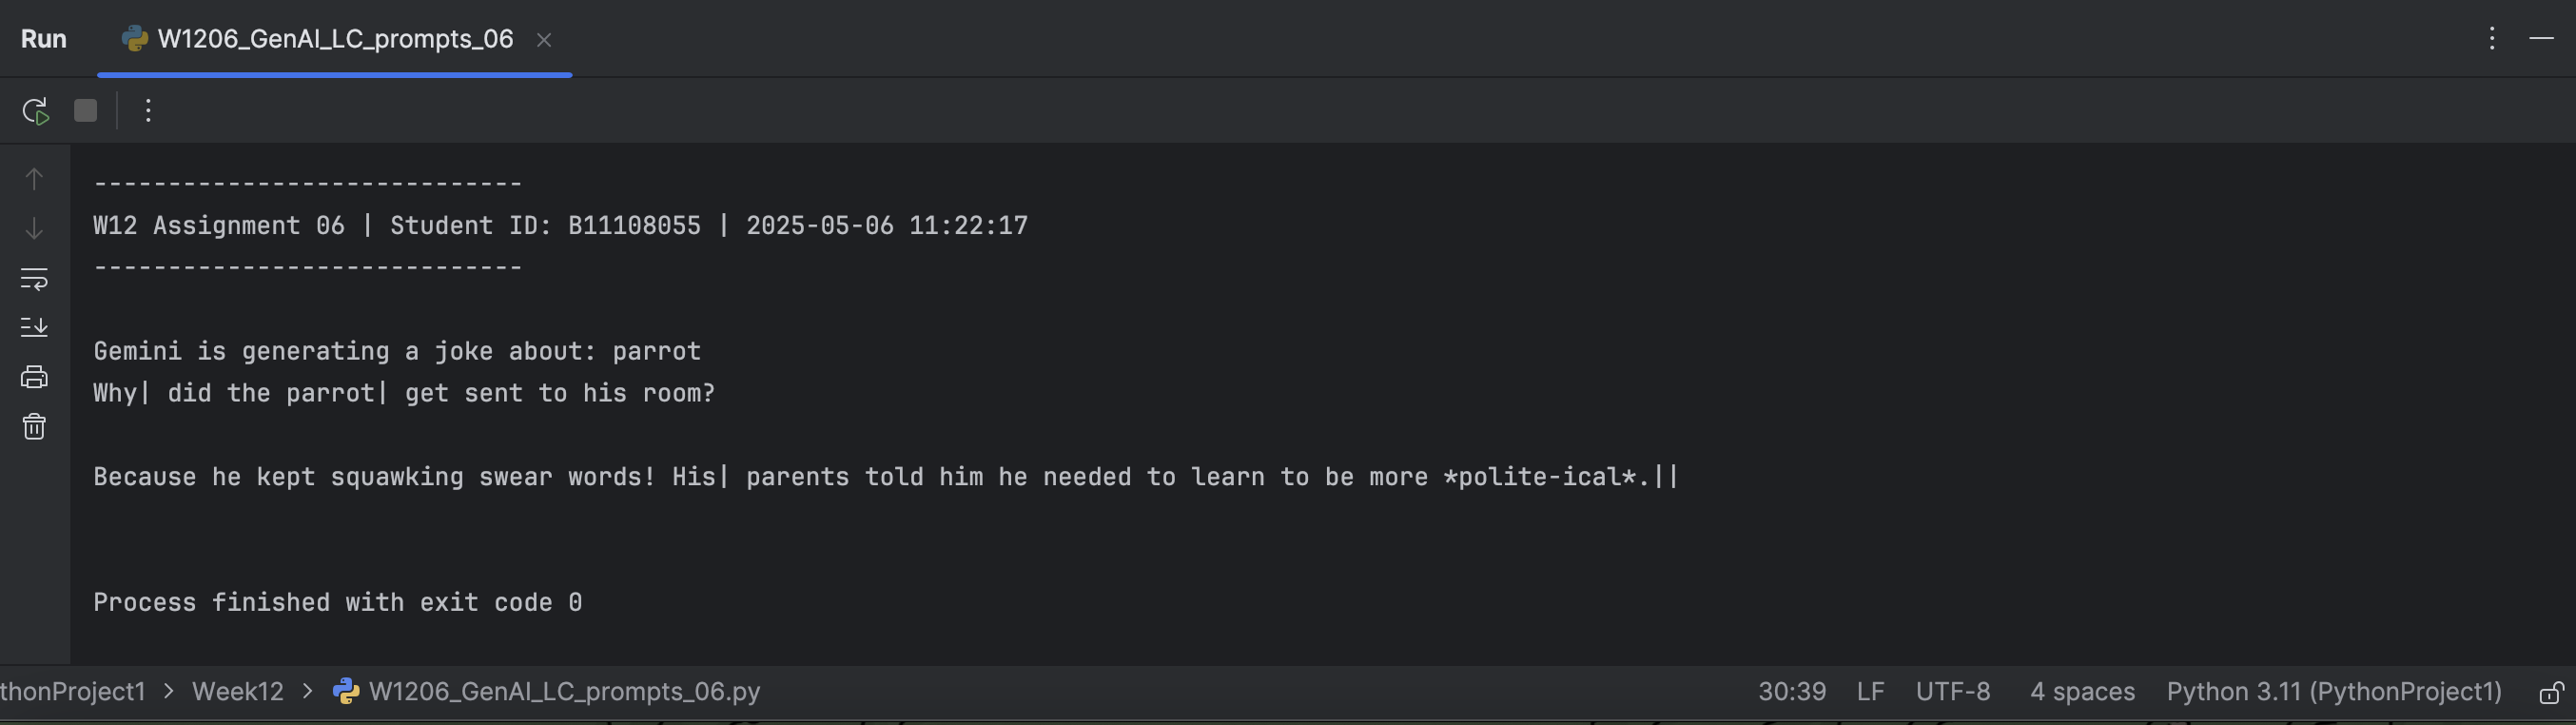 Run W1206_GenAI_LC_prompts_06
-----------------------------
W12 Assignment 06 | Student ID: B11108055 | 2025-05-06 11:22:17
-----------------------------
Gemini is generating a joke about: parrot
Why| did the parrot| get sent to his room?
Because he kept squawking swear words! His| parents told him he needed to learn to be more *polite-ical*.||
Process finished with exit code 0
thonProject1 > Week12 > W1206_GenAI_LC_prompts_06.py 30:39 LF UTF-8 4 spaces Python 3.11 (PythonProject1)